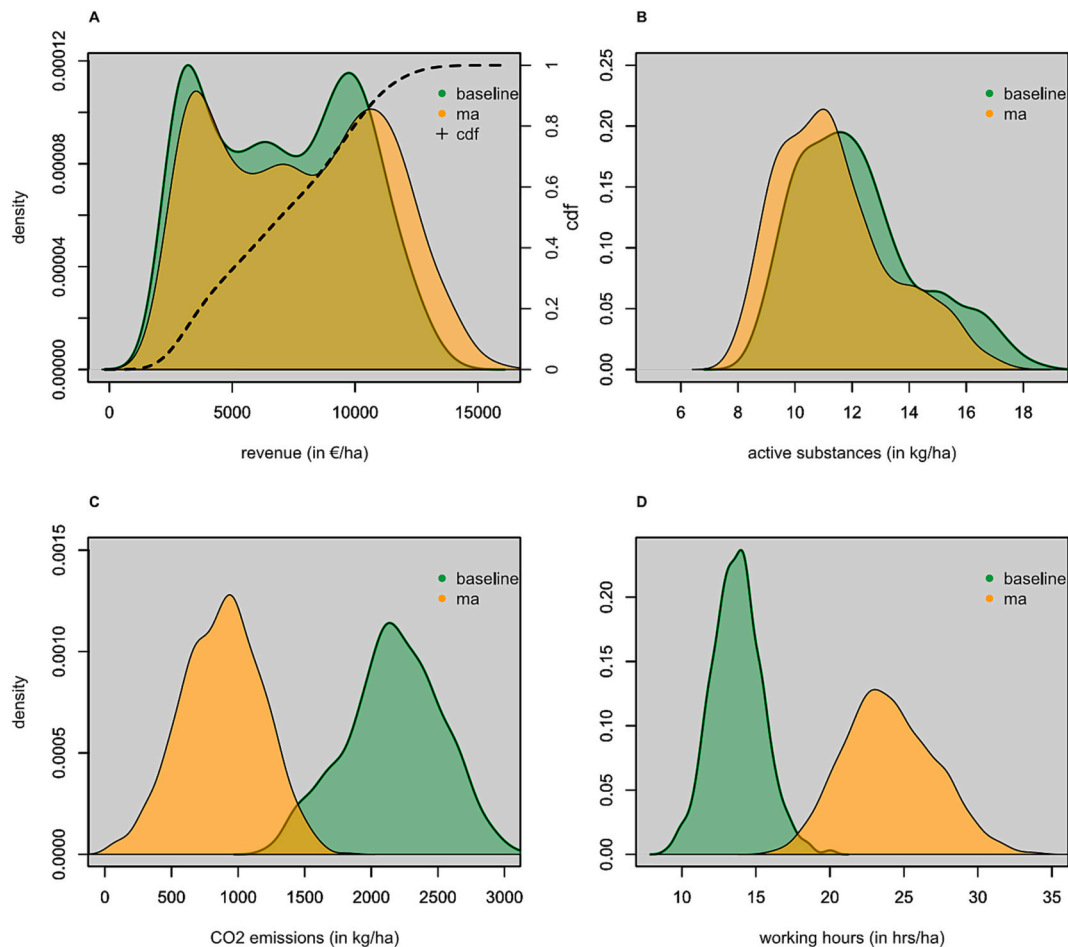 A
density
0.00000
0.00004
0.00008
0.00012
baseline
ma
cdf
0
0.2
0.4
0.6
0.8
1
cdf
0
5000
10000
15000
revenue (in €/ha)
B
0.00
0.05
0.10
0.15
0.20
0.25
baseline
ma
6
8
10
12
14
16
18
active substances (in kg/ha)
C
density
0.0000
0.0005
0.0010
0.0015
baseline
ma
0
500
1000
1500
2000
2500
3000
CO2 emissions (in kg/ha)
D
0.00
0.05
0.10
0.15
0.20
baseline
ma
10
15
20
25
30
35
working hours (in hrs/ha)